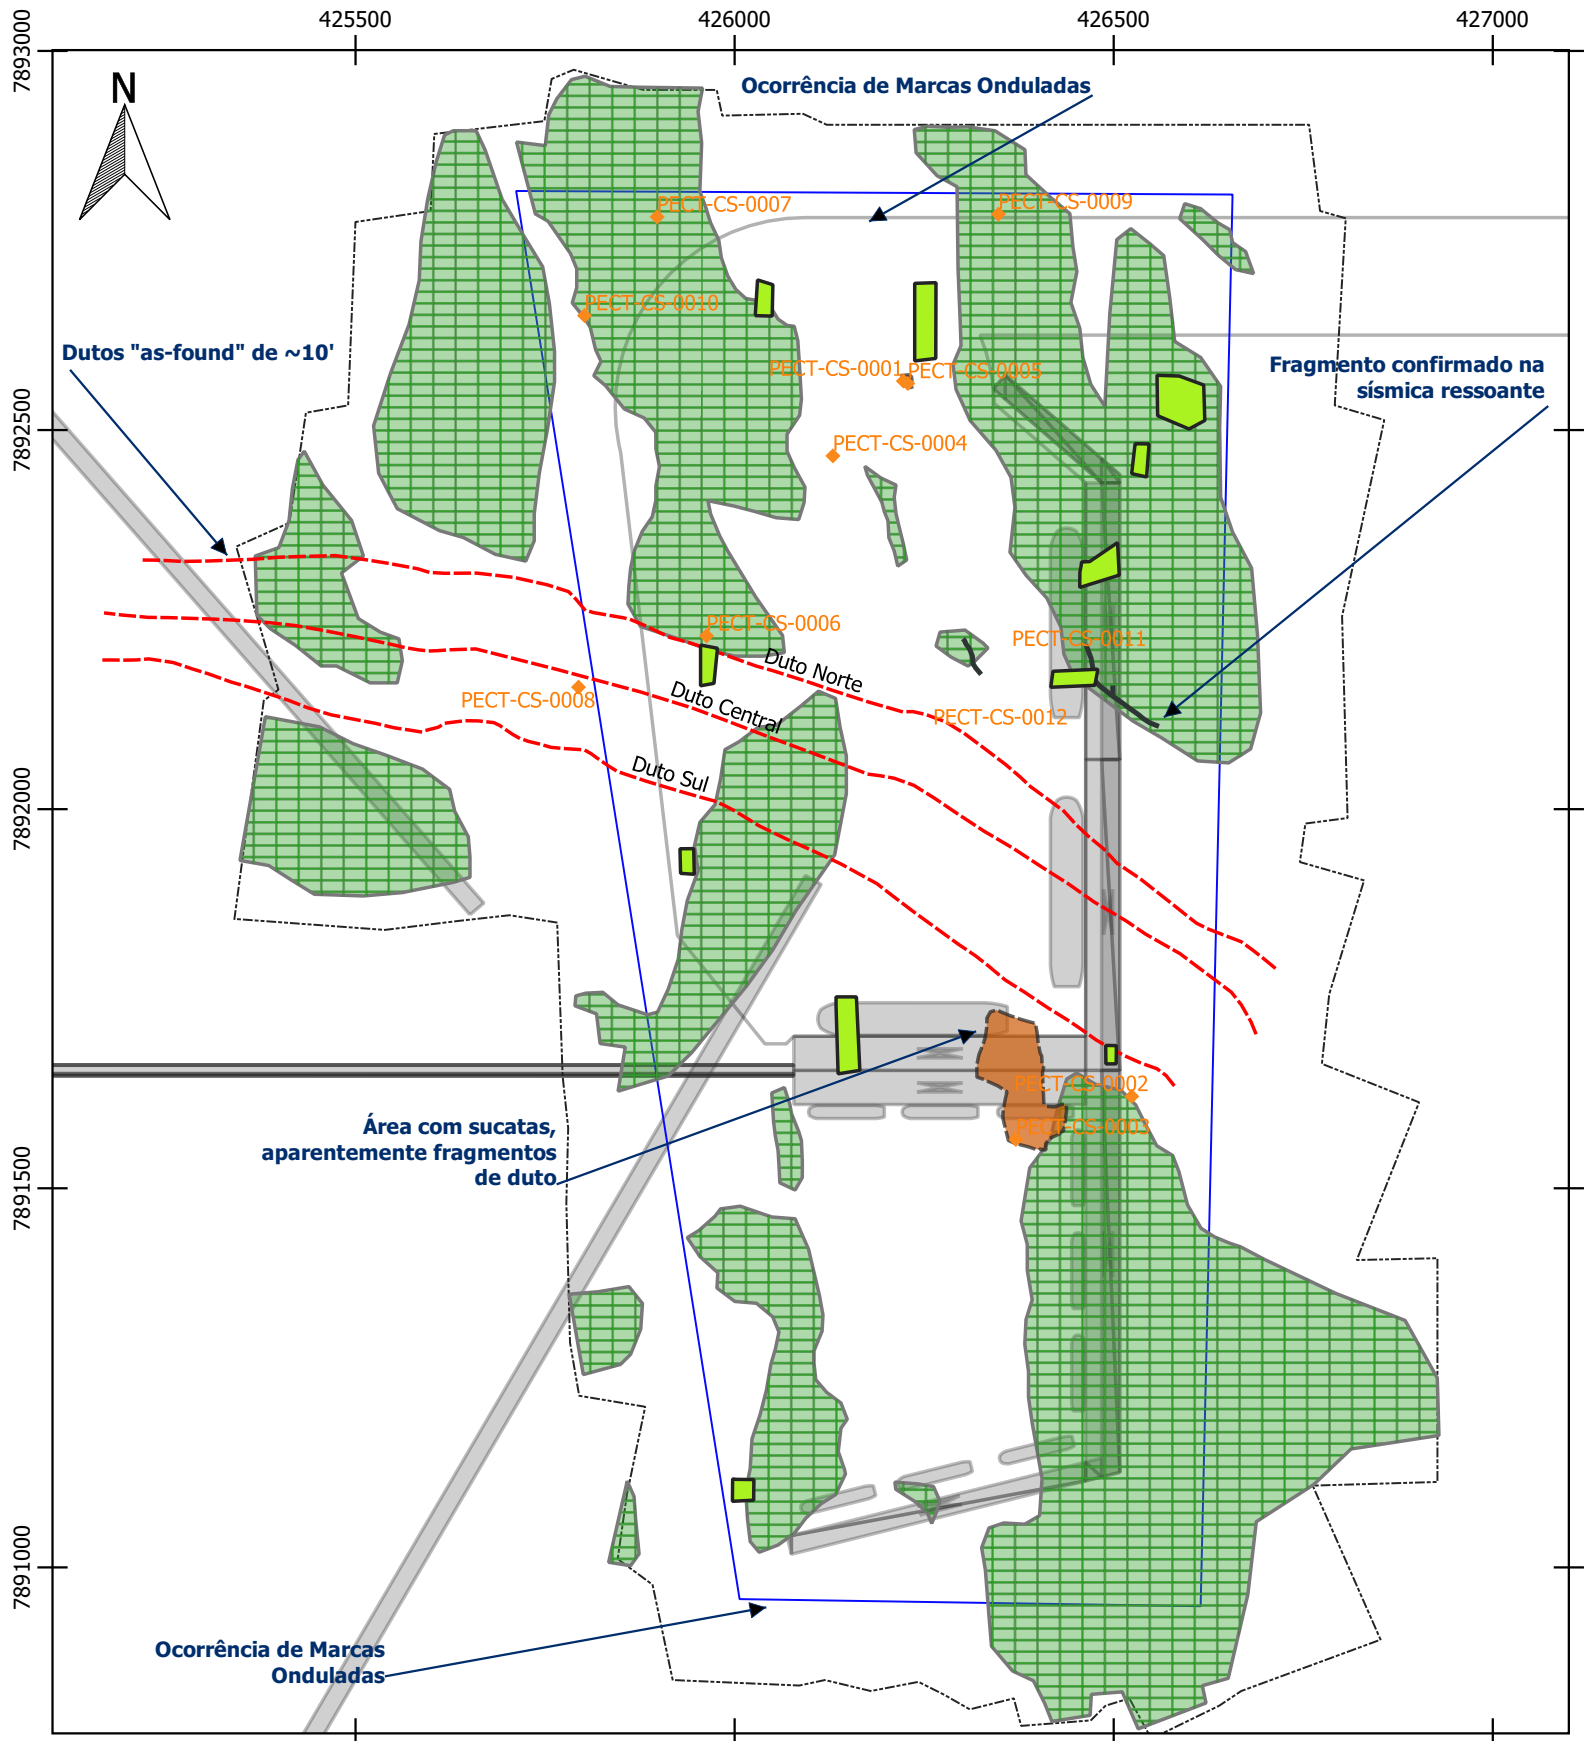 425500
426000
426500
427000
7893000
N
Ocorrência de Marcas Onduladas
PECT-CS-0007
PECT-CS-0009
PECT-CS-0010
Dutos "as-found" de ~10'
PECT-CS-0001
PECT-CS-0005
Fragmento confirmado na
sísmica ressoante
7892500
PECT-CS-0004
PECT-CS-0006
PECT-CS-0011
Duto Norte
PECT-CS-0008
Duto Central
PECT-CS-0012
Duto Sul
7892000
PECT-CS-0002
PECT-CS-0003
Área com sucatas,
aparentemente fragmentos
de duto
7891500
7891000
Ocorrência de Marcas
Onduladas